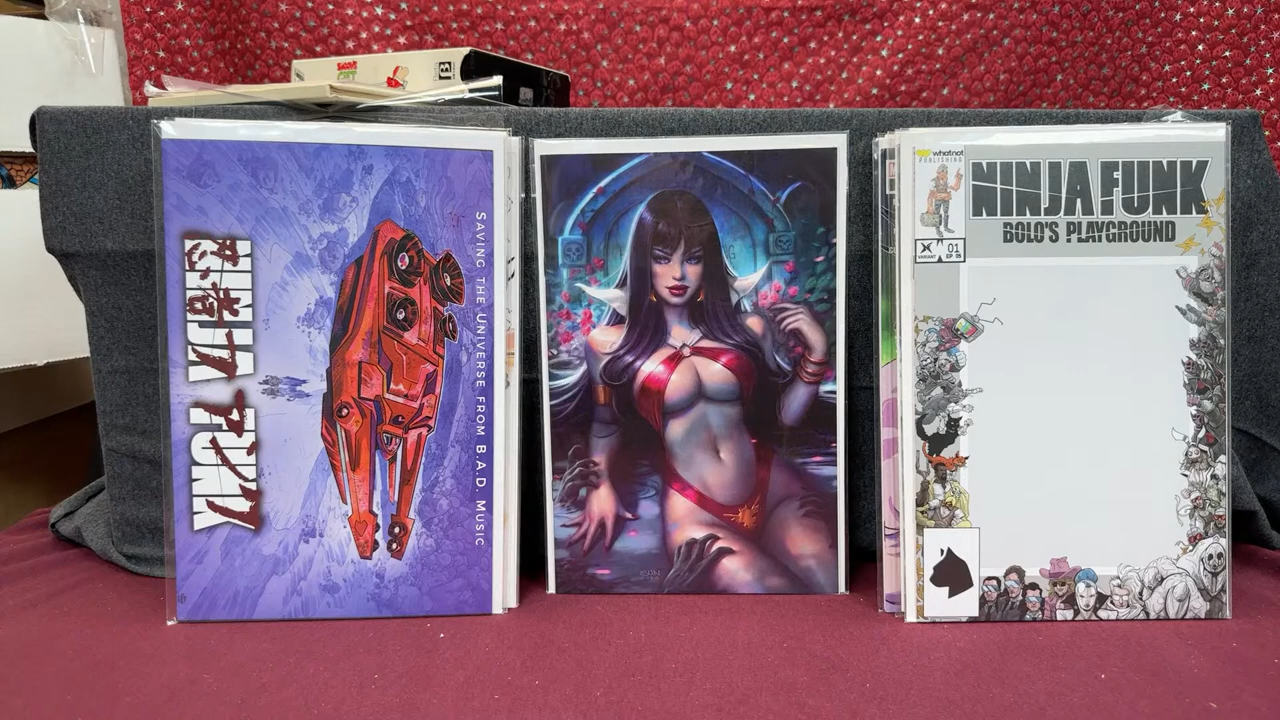 NINJA FUNK
SAVING THE UNIVERSE FROM B.A.D. MUSIC
whatnot
PUBLISHING
VARIANT
01
EP 05
NINJA FUNK
BOLO'S PLAYGROUND